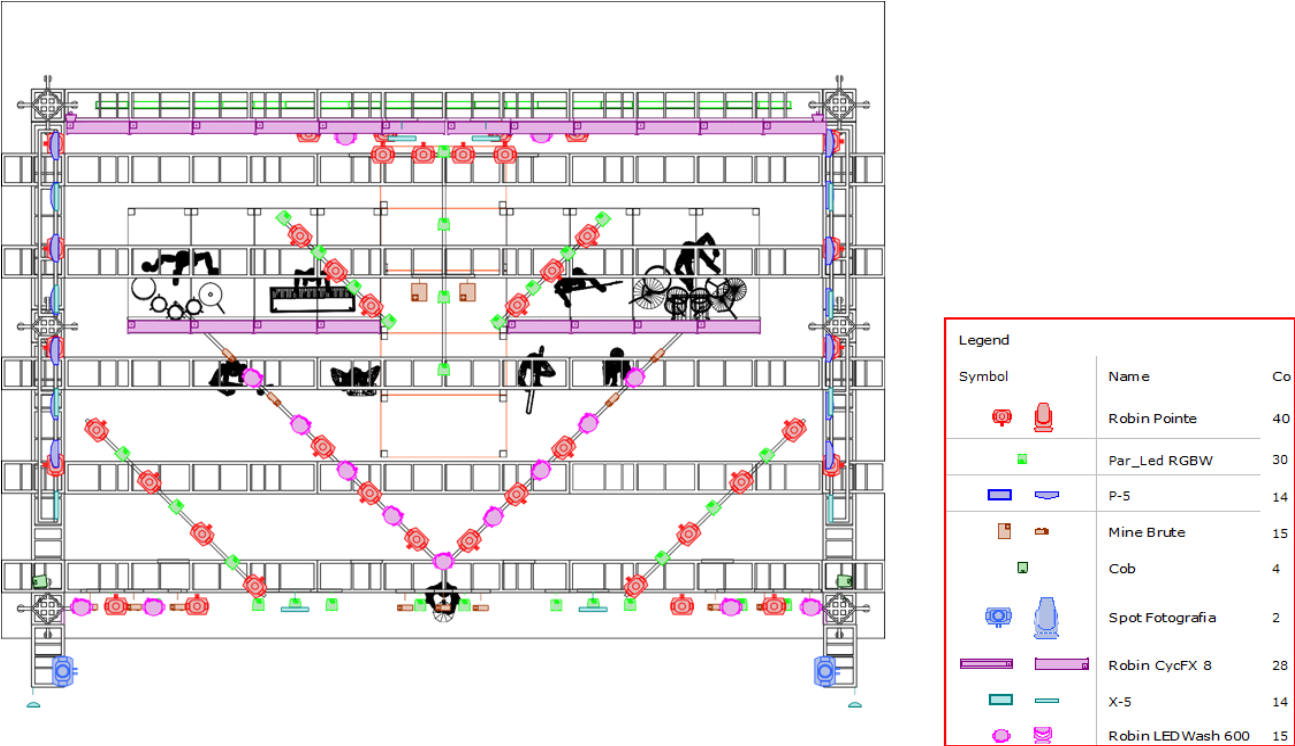 Legend
Symbol Name Co
Robin Pointe 40
Par_Led RGBW 30
P-5 14
Mine Brute 15
Cob 4
Spot Fotografia 2
Robin CycFX 8 28
X-5 14
Robin LEDWash 600 15